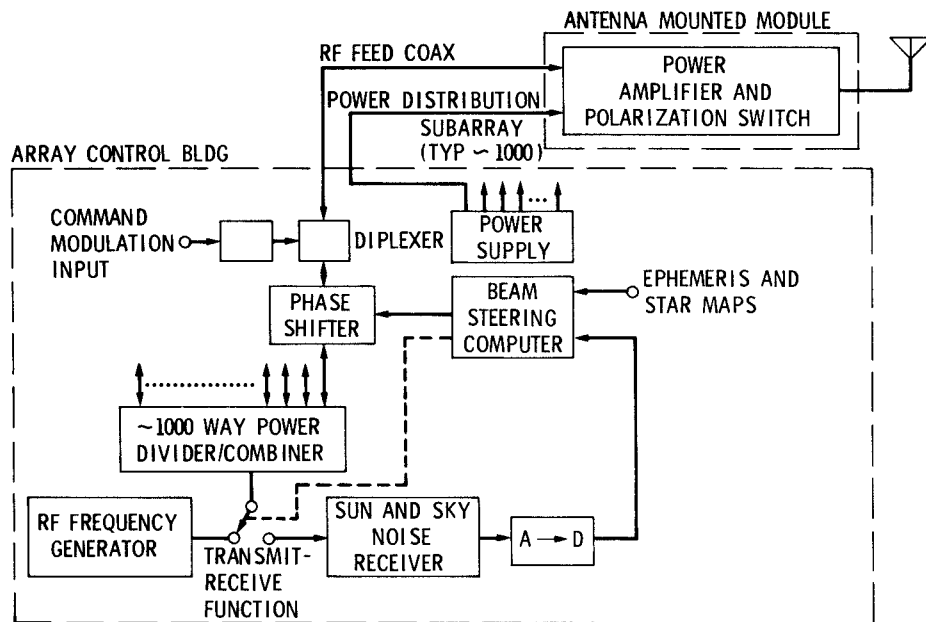 ANTENNA MOUNTED MODULE
RF FEED COAX
POWER
AMPLIFIER AND
POLARIZATION SWITCH
POWER DISTRIBUTION
SUBARRAY
(TYP ~ 1000)
ARRAY CONTROL BLDG
COMMAND
MODULATION
INPUT
DIPLEXER
POWER
SUPPLY
PHASE
SHIFTER
BEAM
STEERING
COMPUTER
EPHEMERIS AND
STAR MAPS
~1000 WAY POWER
DIVIDER/COMBINER
RF FREQUENCY
GENERATOR
TRANSMIT-
RECEIVE
FUNCTION
SUN AND SKY
NOISE
RECEIVER
A → D